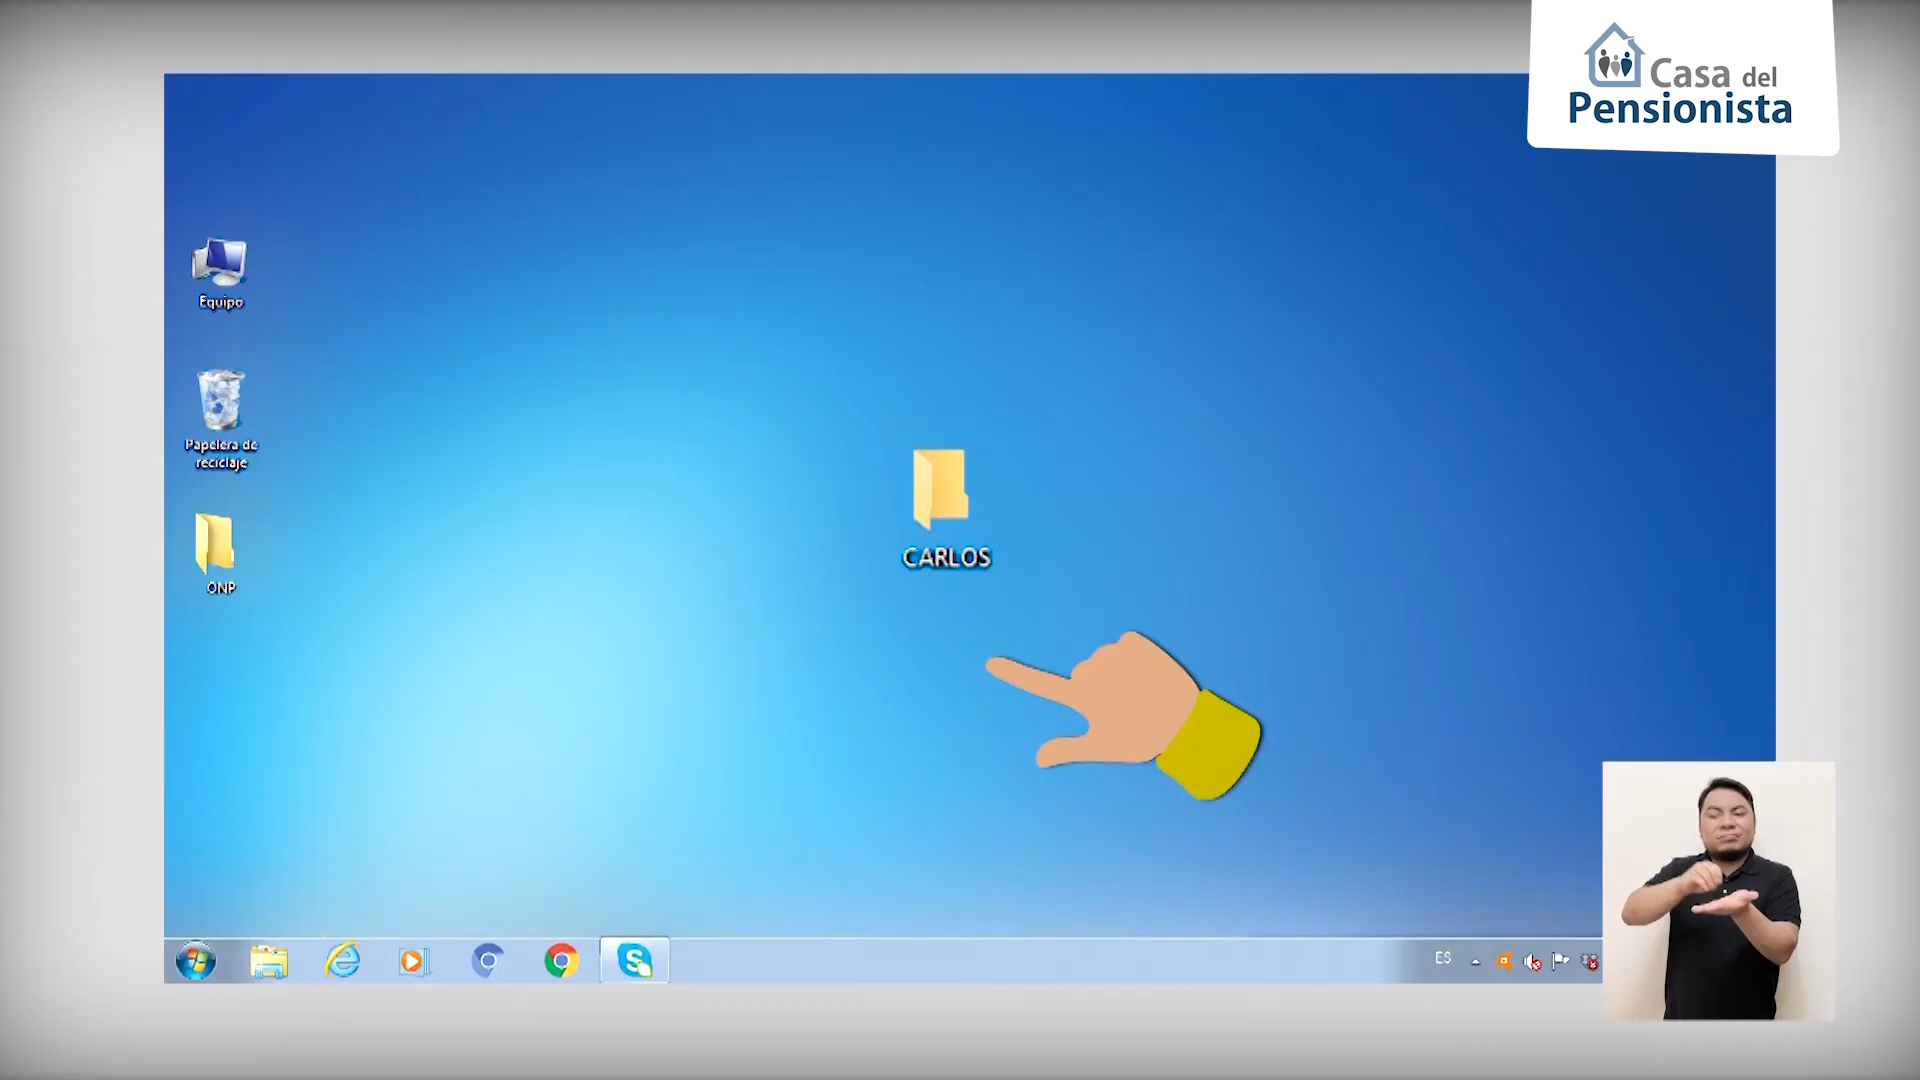 Casa del
Pensionista
Equipo
Papelera de
reciclaje
ONP
CARLOS
ES